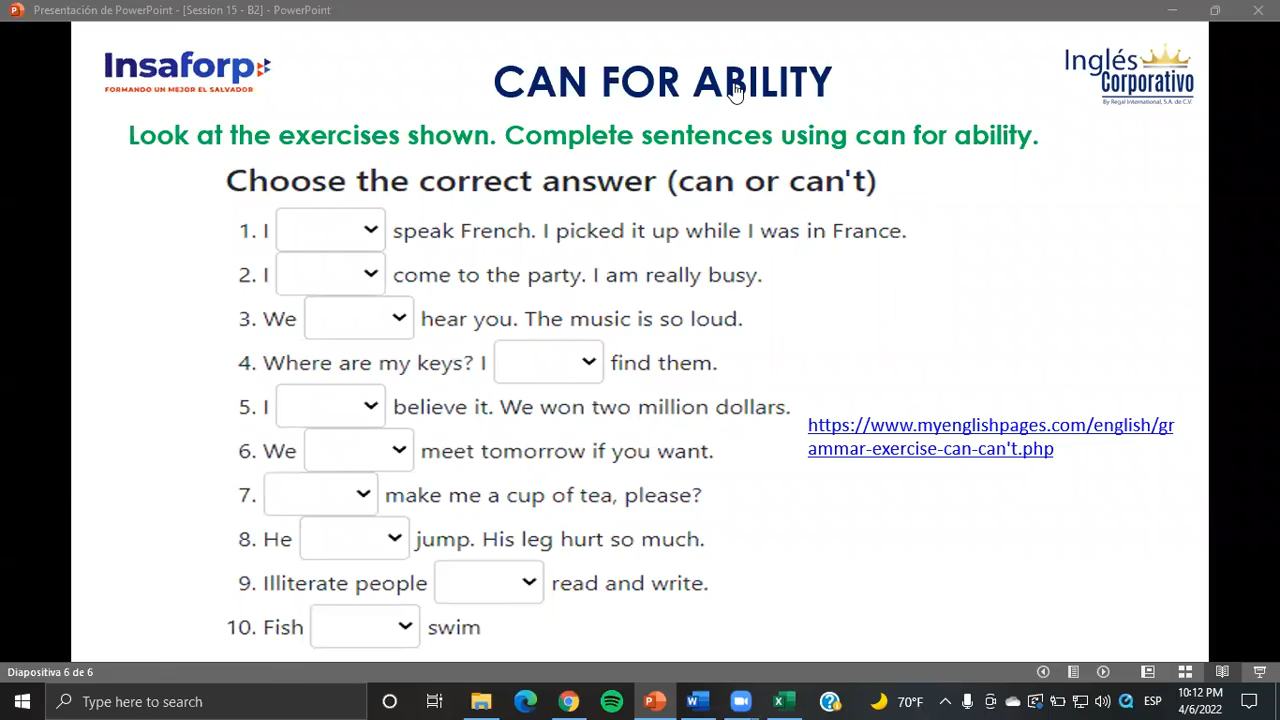 Presentación de PowerPoint - [Session 15 - B2] - PowerPoint
Insaforp
FORMANDO UN MEJOR EL SALVADOR
CAN FOR ABILITY
Inglés
Corporativo
By Regal International, S.A. de C.V.
Look at the exercises shown. Complete sentences using can for ability.
Choose the correct answer (can or can't)
1. I speak French. I picked it up while I was in France.
2. I come to the party. I am really busy.
3. We hear you. The music is so loud.
4. Where are my keys? I find them.
5. I believe it. We won two million dollars.
https://www.myenglishpages.com/english/gr
ammar-exercise-can-can't.php
6. We meet tomorrow if you want.
7. make me a cup of tea, please?
8. He jump. His leg hurt so much.
9. Illiterate people read and write.
10. Fish swim
Diapositiva 6 de 6
Type here to search
70°F
ESP
10:12 PM
4/6/2022